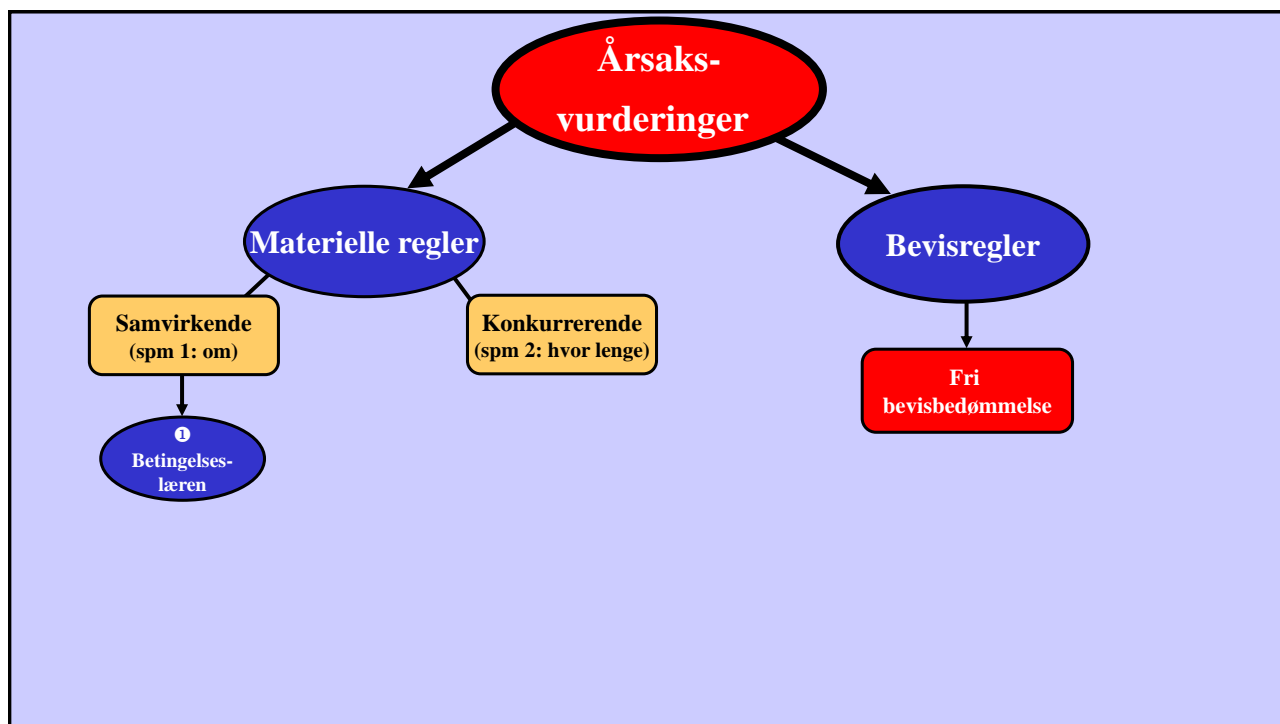 Årsaks-
vurderinger
Materielle regler
Bevisregler
Samvirkende
(spm 1: om)
Konkurrerende
(spm 2: hvor lenge)
Fri
bevisbedømmelse
❶
Betingelses-
læren